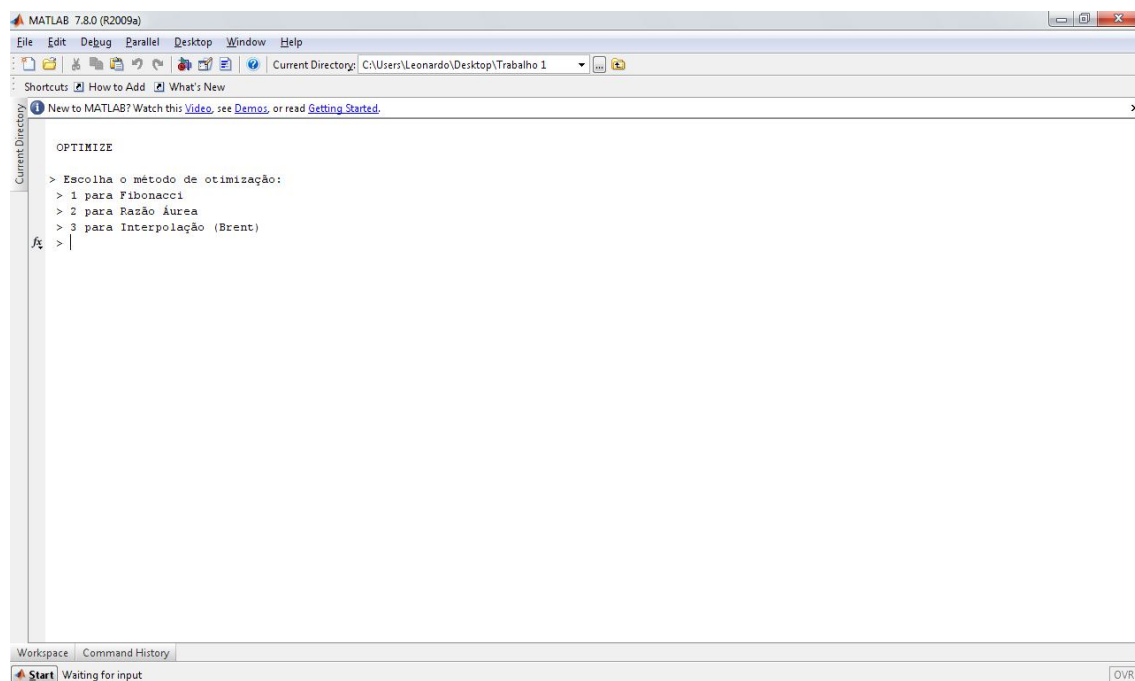 MATLAB 7.8.0 (R2009a)
File Edit Debug Parallel Desktop Window Help
Current Directory: C:\Users\Leonardo\Desktop\Trabalho 1
Shortcuts How to Add What's New
New to MATLAB? Watch this Video, see Demos, or read Getting Started.
Current Directory
OPTIMIZE
> Escolha o método de otimização:
> 1 para Fibonacci
> 2 para Razão Áurea
> 3 para Interpolação (Brent)
fx >
Workspace Command History
Start Waiting for input
OVR